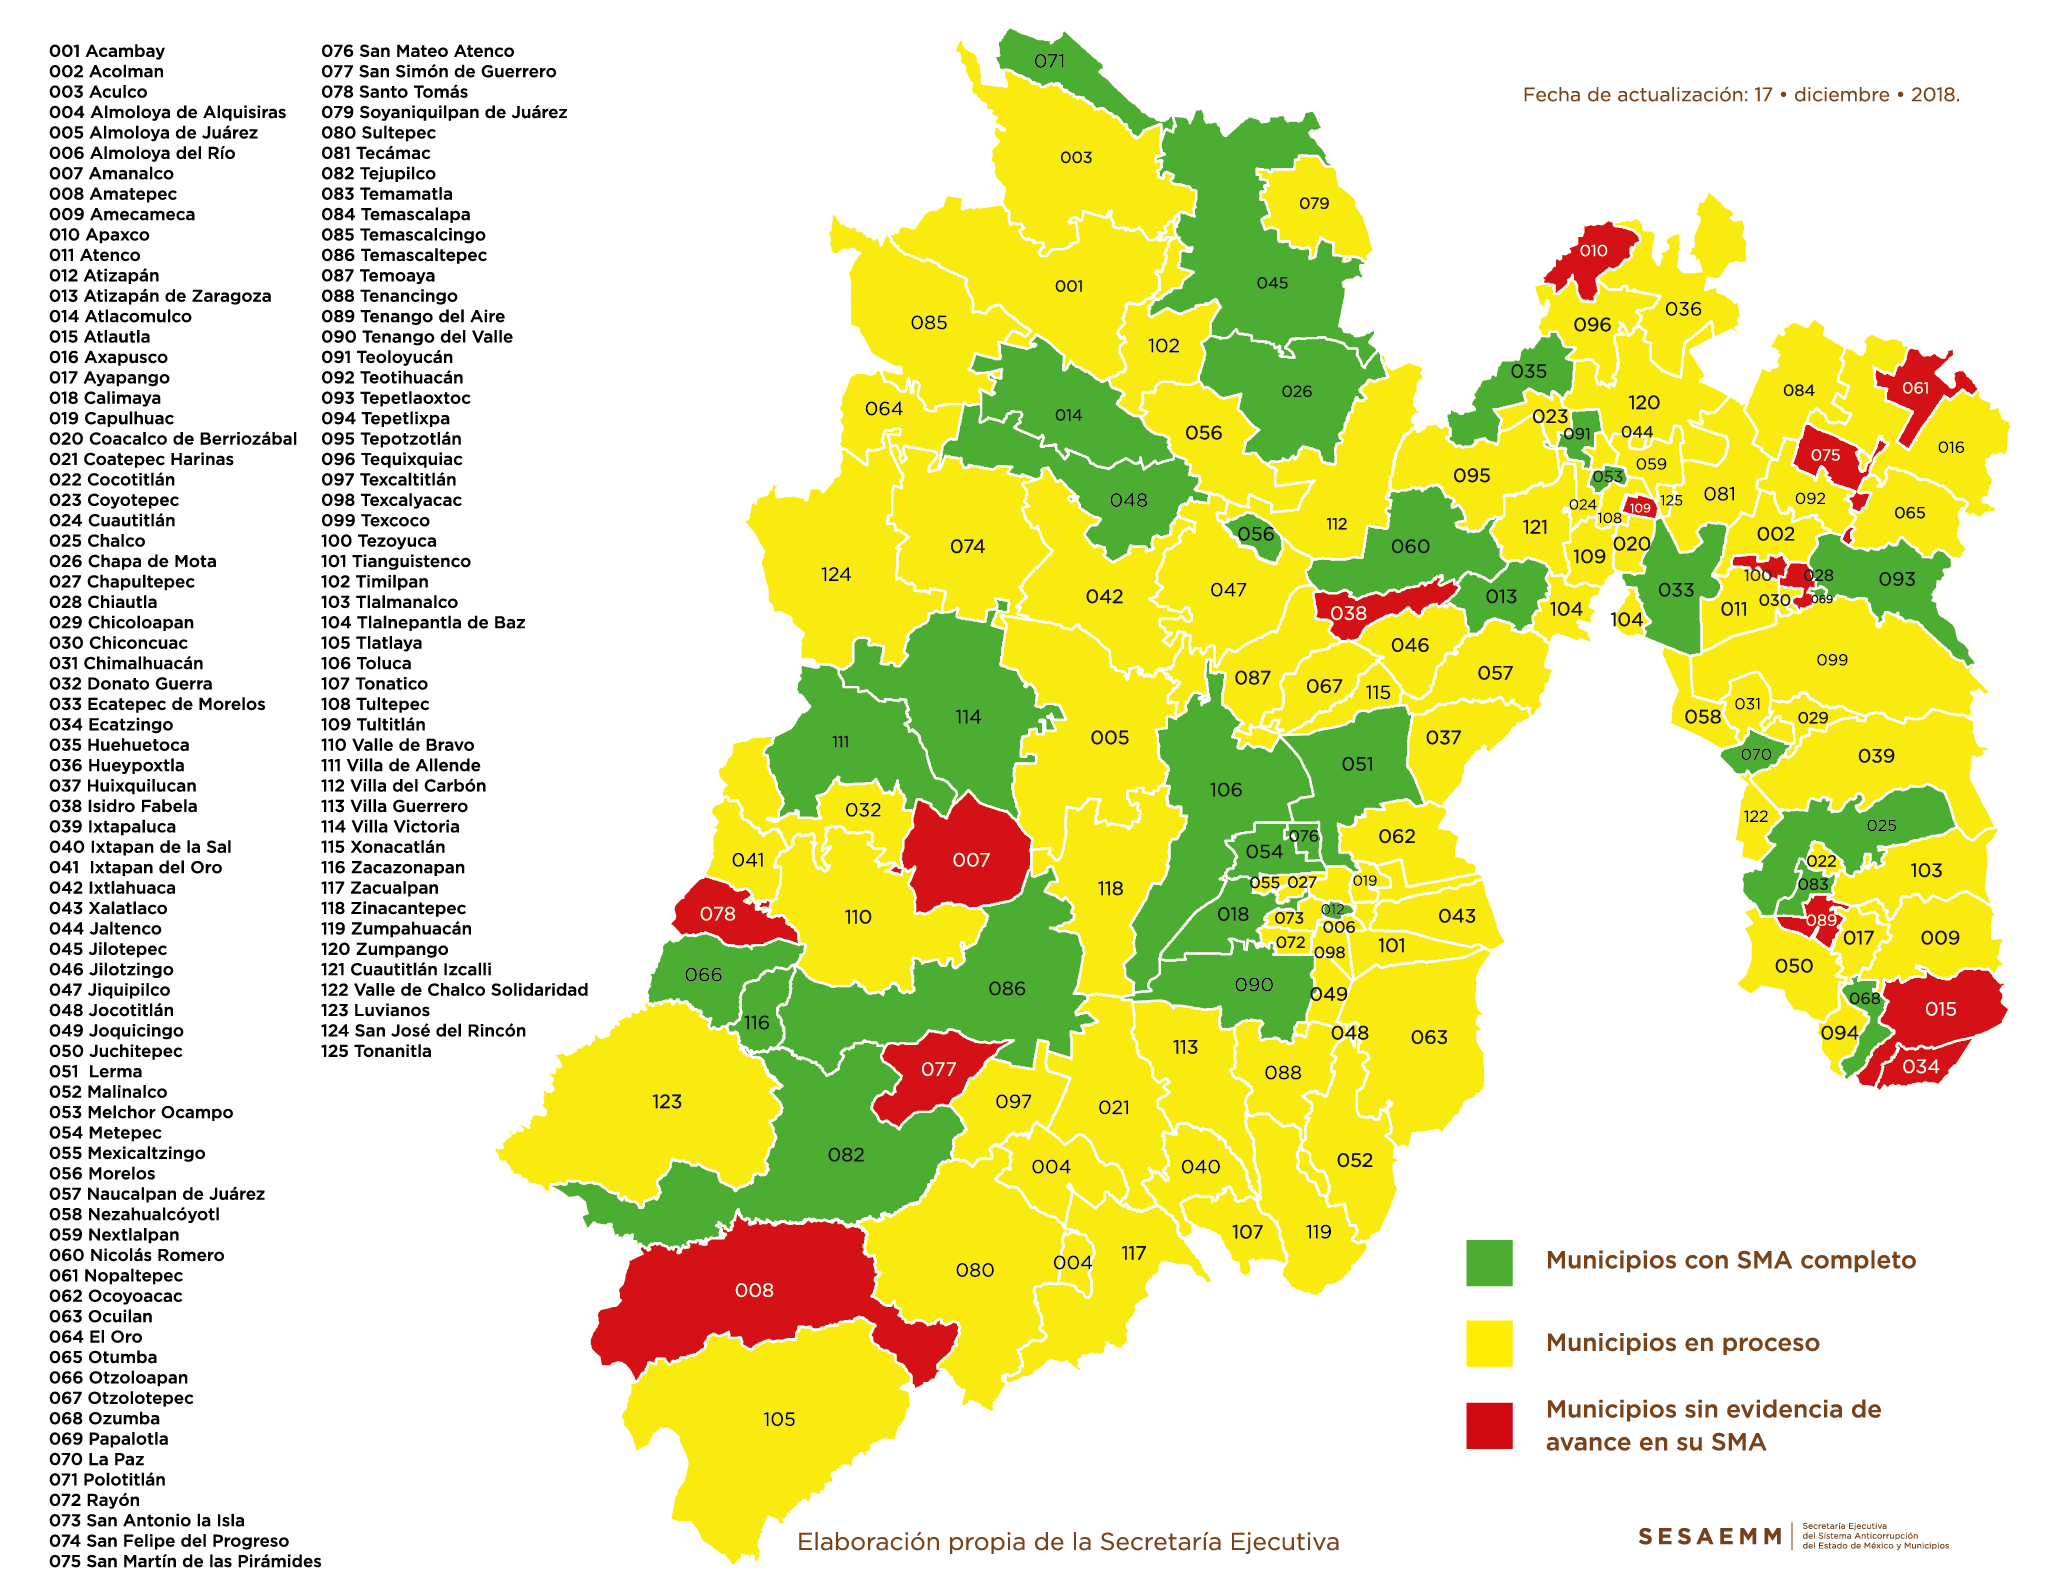 001 Acambay
002 Acolman
003 Aculco
004 Almoloya de Alquisiras
005 Almoloya de Juárez
006 Almoloya del Río
007 Amanalco
008 Amatepec
009 Amecameca
010 Apaxco
011 Atenco
012 Atizapán
013 Atizapán de Zaragoza
014 Atlacomulco
015 Atlautla
016 Axapusco
017 Ayapango
018 Calimaya
019 Capulhuac
020 Coacalco de Berriozábal
021 Coatepec Harinas
022 Cocotitlán
023 Coyotepec
024 Cuautitlán
025 Chalco
026 Chapa de Mota
027 Chapultepec
028 Chiautla
029 Chicoloapan
030 Chiconcuac
031 Chimalhuacán
032 Donato Guerra
033 Ecatepec de Morelos
034 Ecatzingo
035 Huehuetoca
036 Hueypoxtla
037 Huixquilucan
038 Isidro Fabela
039 Ixtapaluca
040 Ixtapan de la Sal
041 Ixtapan del Oro
042 Ixtlahuaca
043 Xalatlaco
044 Jaltenco
045 Jilotepec
046 Jilotzingo
047 Jiquipilco
048 Jocotitlán
049 Joquicingo
050 Juchitepec
051 Lerma
052 Malinalco
053 Melchor Ocampo
054 Metepec
055 Mexicaltzingo
056 Morelos
057 Naucalpan de Juárez
058 Nezahualcóyotl
059 Nextlalpan
060 Nicolás Romero
061 Nopaltepec
062 Ocoyoacac
063 Ocuilan
064 El Oro
065 Otumba
066 Otzoloapan
067 Otzolotepec
068 Ozumba
069 Papalotla
070 La Paz
071 Polotitlán
072 Rayón
073 San Antonio la Isla
074 San Felipe del Progreso
075 San Martín de las Pirámides
076 San Mateo Atenco
077 San Simón de Guerrero
078 Santo Tomás
079 Soyaniquilpan de Juárez
080 Sultepec
081 Tecámac
082 Tejupilco
083 Temamatla
084 Temascalapa
085 Temascalcingo
086 Temascaltepec
087 Temoaya
088 Tenancingo
089 Tenango del Aire
090 Tenango del Valle
091 Teoloyucán
092 Teotihuacán
093 Tepetlaoxtoc
094 Tepetlixpa
095 Tepotzotlán
096 Tequixquiac
097 Texcaltitlán
098 Texcalyacac
099 Texcoco
100 Tezoyuca
101 Tianguistenco
102 Timilpan
103 Tlalmanalco
104 Tlalnepantla de Baz
105 Tlatlaya
106 Toluca
107 Tonatico
108 Tultepec
109 Tultitlán
110 Valle de Bravo
111 Villa de Allende
112 Villa del Carbón
113 Villa Guerrero
114 Villa Victoria
115 Xonacatlán
116 Zacazonapan
117 Zacualpan
118 Zinacantepec
119 Zumpahuacán
120 Zumpango
121 Cuautitlán Izcalli
122 Valle de Chalco Solidaridad
123 Luvianos
124 San José del Rincón
125 Tonanitla
Fecha de actualización: 17 • diciembre • 2018.
071
003
079
045
001
085
102
026
014
064
056
048
112
056
074
124
042
047
060
038
013
046
057
087
067
115
114
111
005
037
051
106
032
007
041
110
078
118
076
054
062
055
027
019
018
073
012
006
043
072
098
101
066
086
116
090
049
048
063
113
088
077
123
097
021
082
004
040
052
107
119
117
004
080
008
105
010
036
096
035
084
061
023
120
091
044
016
075
095
053
059
024
109
125
081
092
065
108
121
002
020
109
100
028
093
033
069
030
011
104
104
099
031
058
029
070
039
122
025
022
103
083
089
017
009
050
068
015
094
034
Municipios con SMA completo
Municipios en proceso
Municipios sin evidencia de
avance en su SMA
Elaboración propia de la Secretaría Ejecutiva
SESAEMM
Secretaría Ejecutiva
del Sistema Anticorrupción
del Estado de México y Municipios